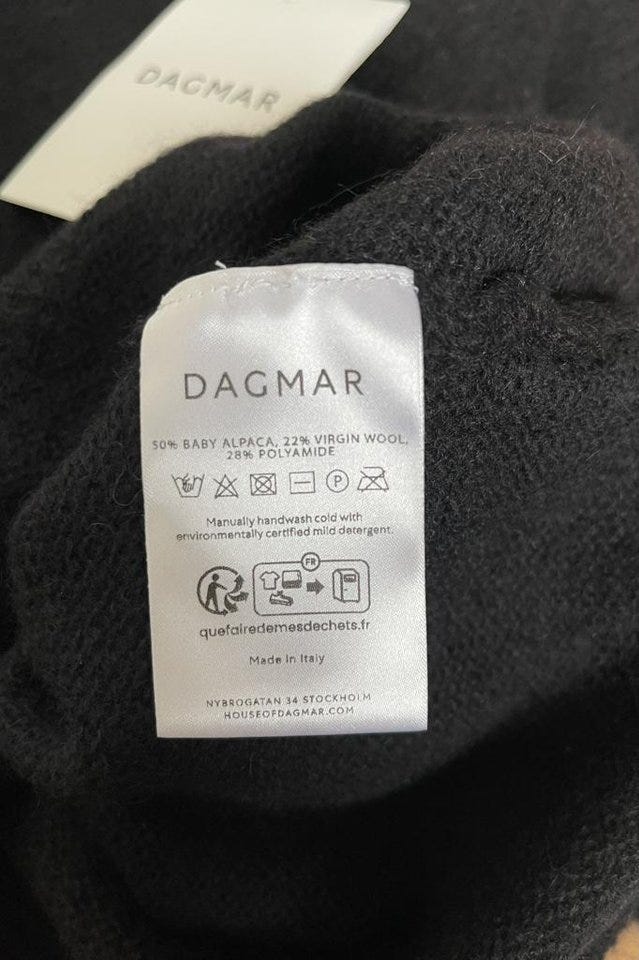 DAGMAR
DAGMAR
50% BABY ALPACA, 22% VIRGIN WOOL,
28% POLYAMIDE
P
Manually handwash cold with
environmentally certified mild detergent.
FR
quefairedemesdechets.fr
Made in Italy
NYBROGATAN 34 STOCKHOLM
HOUSEOFDAGMAR.COM